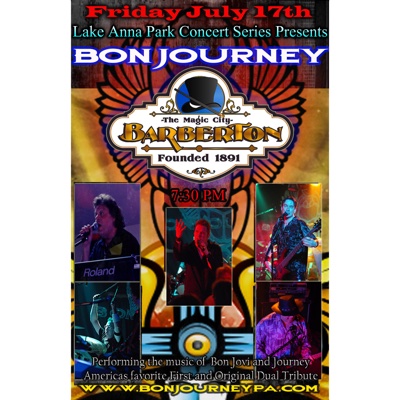 Friday July 17th
Lake Anna Park Concert Series Presents
BON JOURNEY
-The Magic City-
BARBERTON
Founded 1891
7:30 PM
Roland
Performing the music of Bon Jovi and Journey
Americas favorite First and Original Dual Tribute
WWW.BONJOURNEYPA.COM